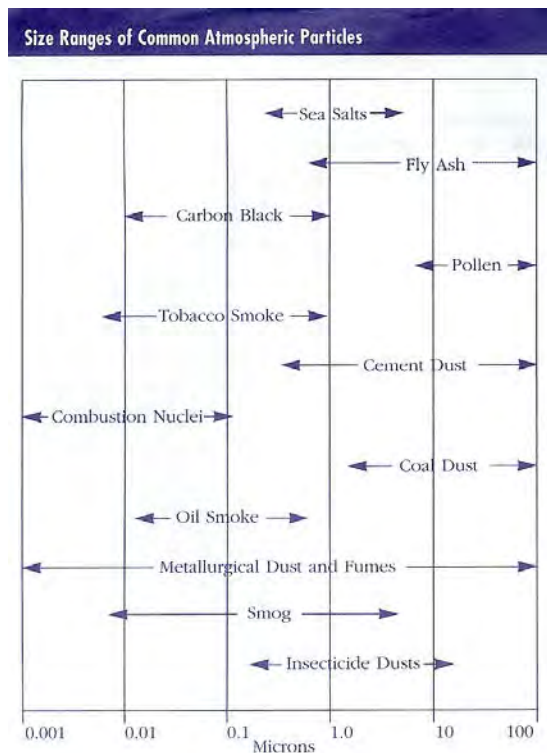 Size Ranges of Common Atmospheric Particles
Sea Salts
Fly Ash
Carbon Black
Pollen
Tobacco Smoke
Cement Dust
Combustion Nuclei
Coal Dust
Oil Smoke
Metallurgical Dust and Fumes
Smog
Insecticide Dusts
0.001 0.01 0.1 1.0 10 100
Microns